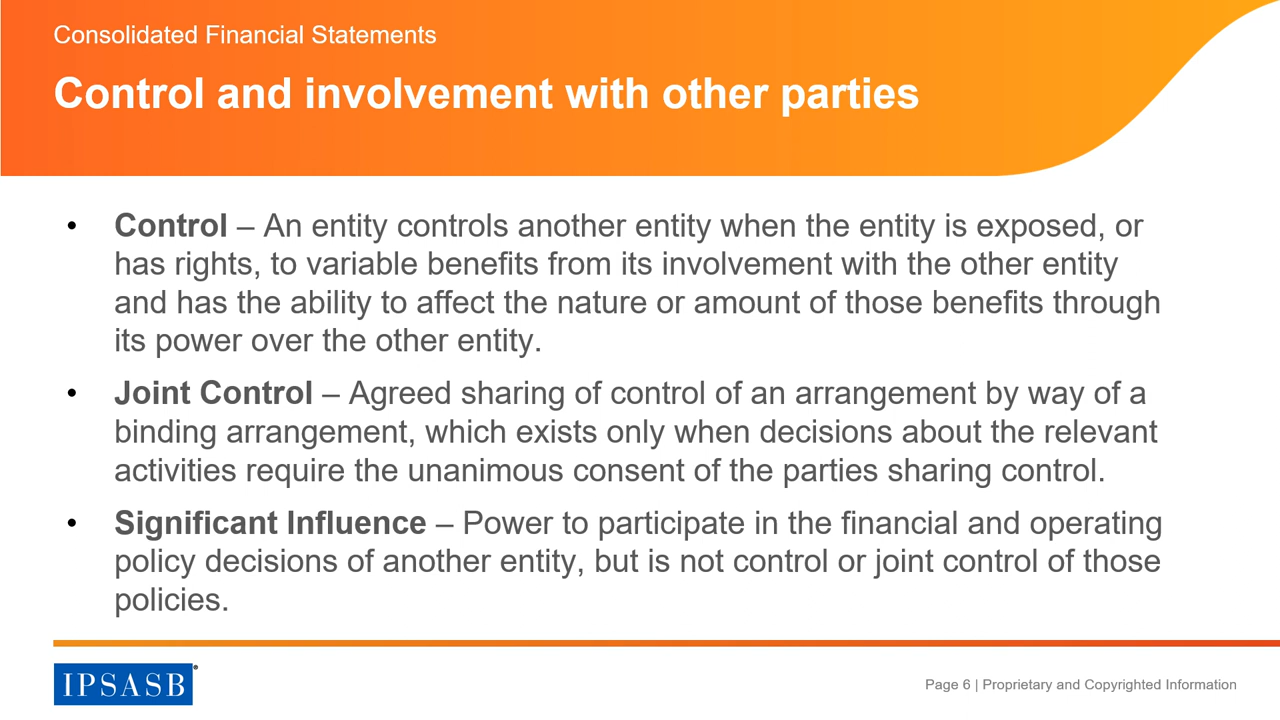 Consolidated Financial Statements
Control and involvement with other parties
• Control – An entity controls another entity when the entity is exposed, or
has rights, to variable benefits from its involvement with the other entity
and has the ability to affect the nature or amount of those benefits through
its power over the other entity.
• Joint Control – Agreed sharing of control of an arrangement by way of a
binding arrangement, which exists only when decisions about the relevant
activities require the unanimous consent of the parties sharing control.
• Significant Influence – Power to participate in the financial and operating
policy decisions of another entity, but is not control or joint control of those
policies.
IPSASB®
Page 6 | Proprietary and Copyrighted Information